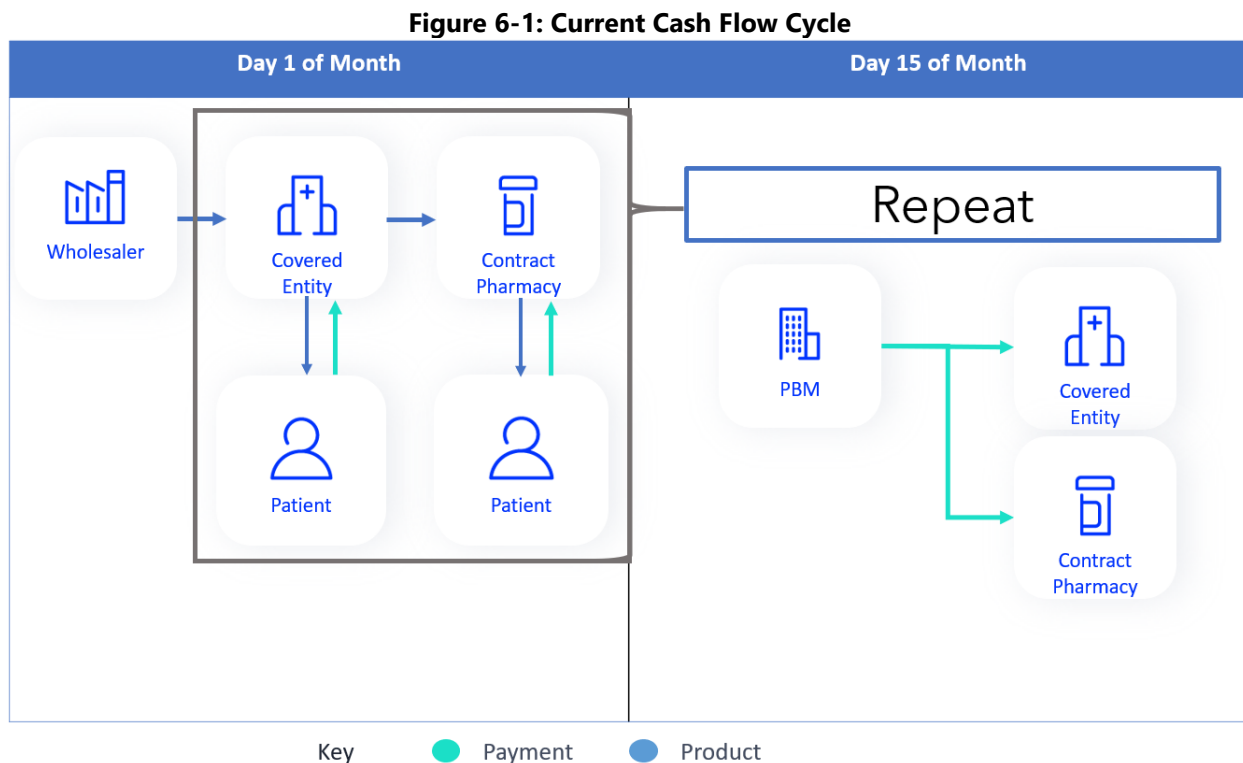 Figure 6-1: Current Cash Flow Cycle
Day 1 of Month
Day 15 of Month
Wholesaler
Covered
Entity
Contract
Pharmacy
Patient
Patient
Repeat
PBM
Covered
Entity
Contract
Pharmacy
Key
Payment
Product